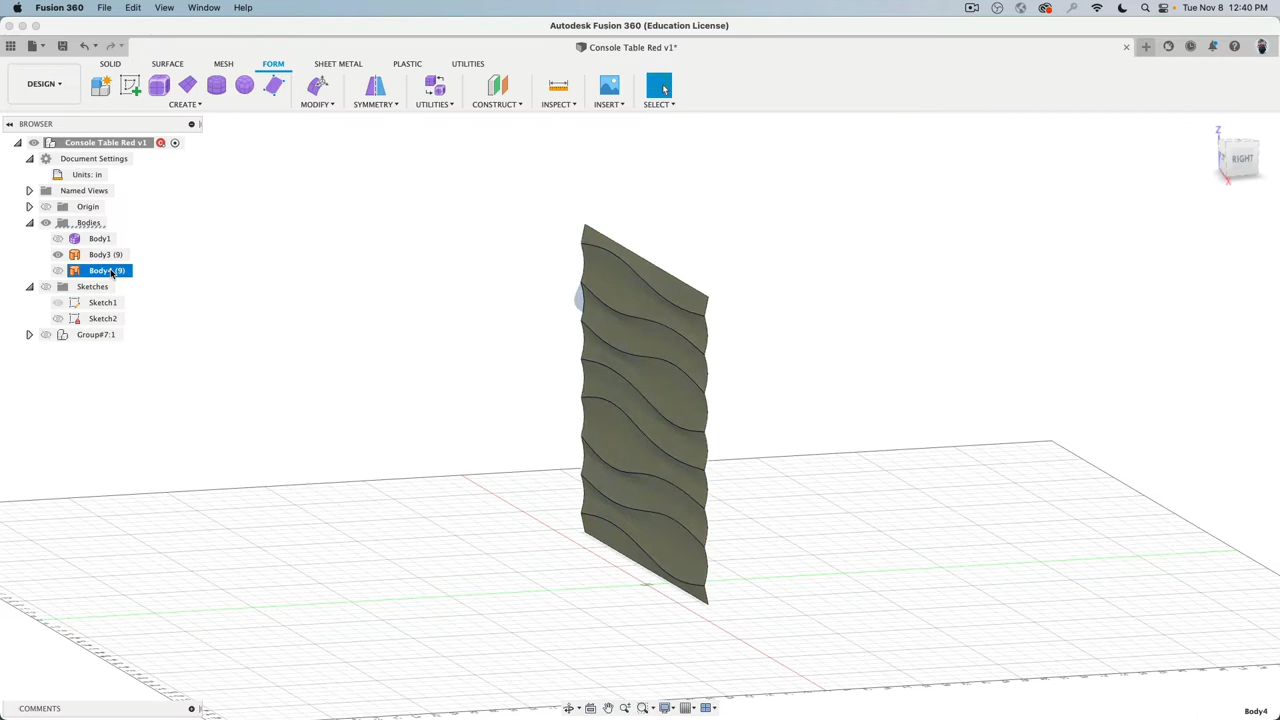 Fusion 360 File Edit View Window Help Tue Nov 8 12:40 PM
Autodesk Fusion 360 (Education License)
Console Table Red v1*
SOLID SURFACE MESH FORM SHEET METAL PLASTIC UTILITIES
DESIGN
CREATE MODIFY SYMMETRY UTILITIES CONSTRUCT INSPECT INSERT SELECT
BROWSER
Console Table Red v1
Document Settings
Units: in
Named Views
Origin
Bodies
Body1
Body3 (9)
Body4 (9)
Sketches
Sketch1
Sketch2
Group#7:1
Z
RIGHT
X
COMMENTS
Body4